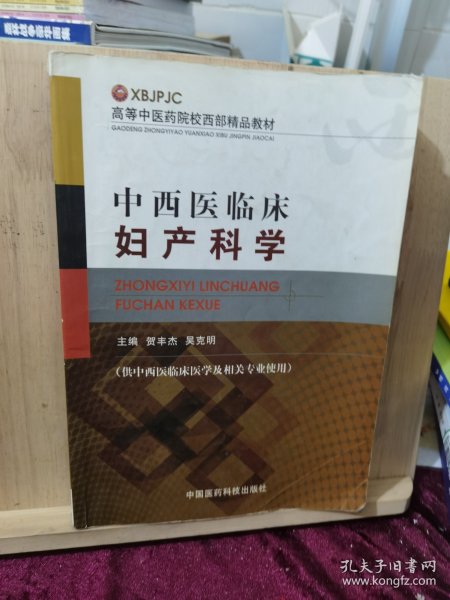 XBJPJC
高等中医药院校西部精品教材
GAODENG ZHONGYIYAO YUANXIAO XIBU JINGPIN JIAOCAI
中西医临床
妇产科学
ZHONGXIYI LINCHUANG
FUCHAN KEXUE
主编 贺丰杰 吴克明
（供中西医临床医学及相关专业使用）
中国医药科技出版社
孔夫子旧书网
www.kongfz.com